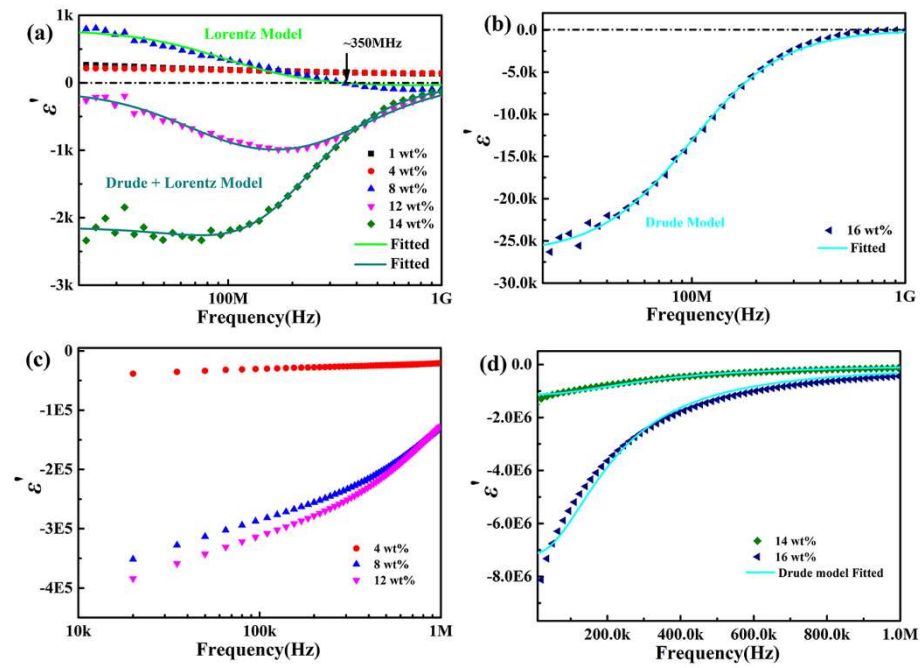 (a)
Lorentz Model
~350MHz
1k
0
-1k
-2k
-3k
ε'
Drude + Lorentz Model
1 wt%
4 wt%
8 wt%
12 wt%
14 wt%
Fitted
Fitted
100M 1G
Frequency(Hz)
(b)
0.0
-5.0k
-10.0k
-15.0k
-20.0k
-25.0k
-30.0k
ε'
Drude Model
16 wt%
Fitted
100M 1G
Frequency(Hz)
(c)
0
-1E5
-2E5
-3E5
-4E5
ε'
4 wt%
8 wt%
12 wt%
10k 100k 1M
Frequency(Hz)
(d)
0.0
-2.0E6
-4.0E6
-6.0E6
-8.0E6
ε'
14 wt%
16 wt%
Drude model Fitted
200.0k 400.0k 600.0k 800.0k 1.0M
Frequency(Hz)